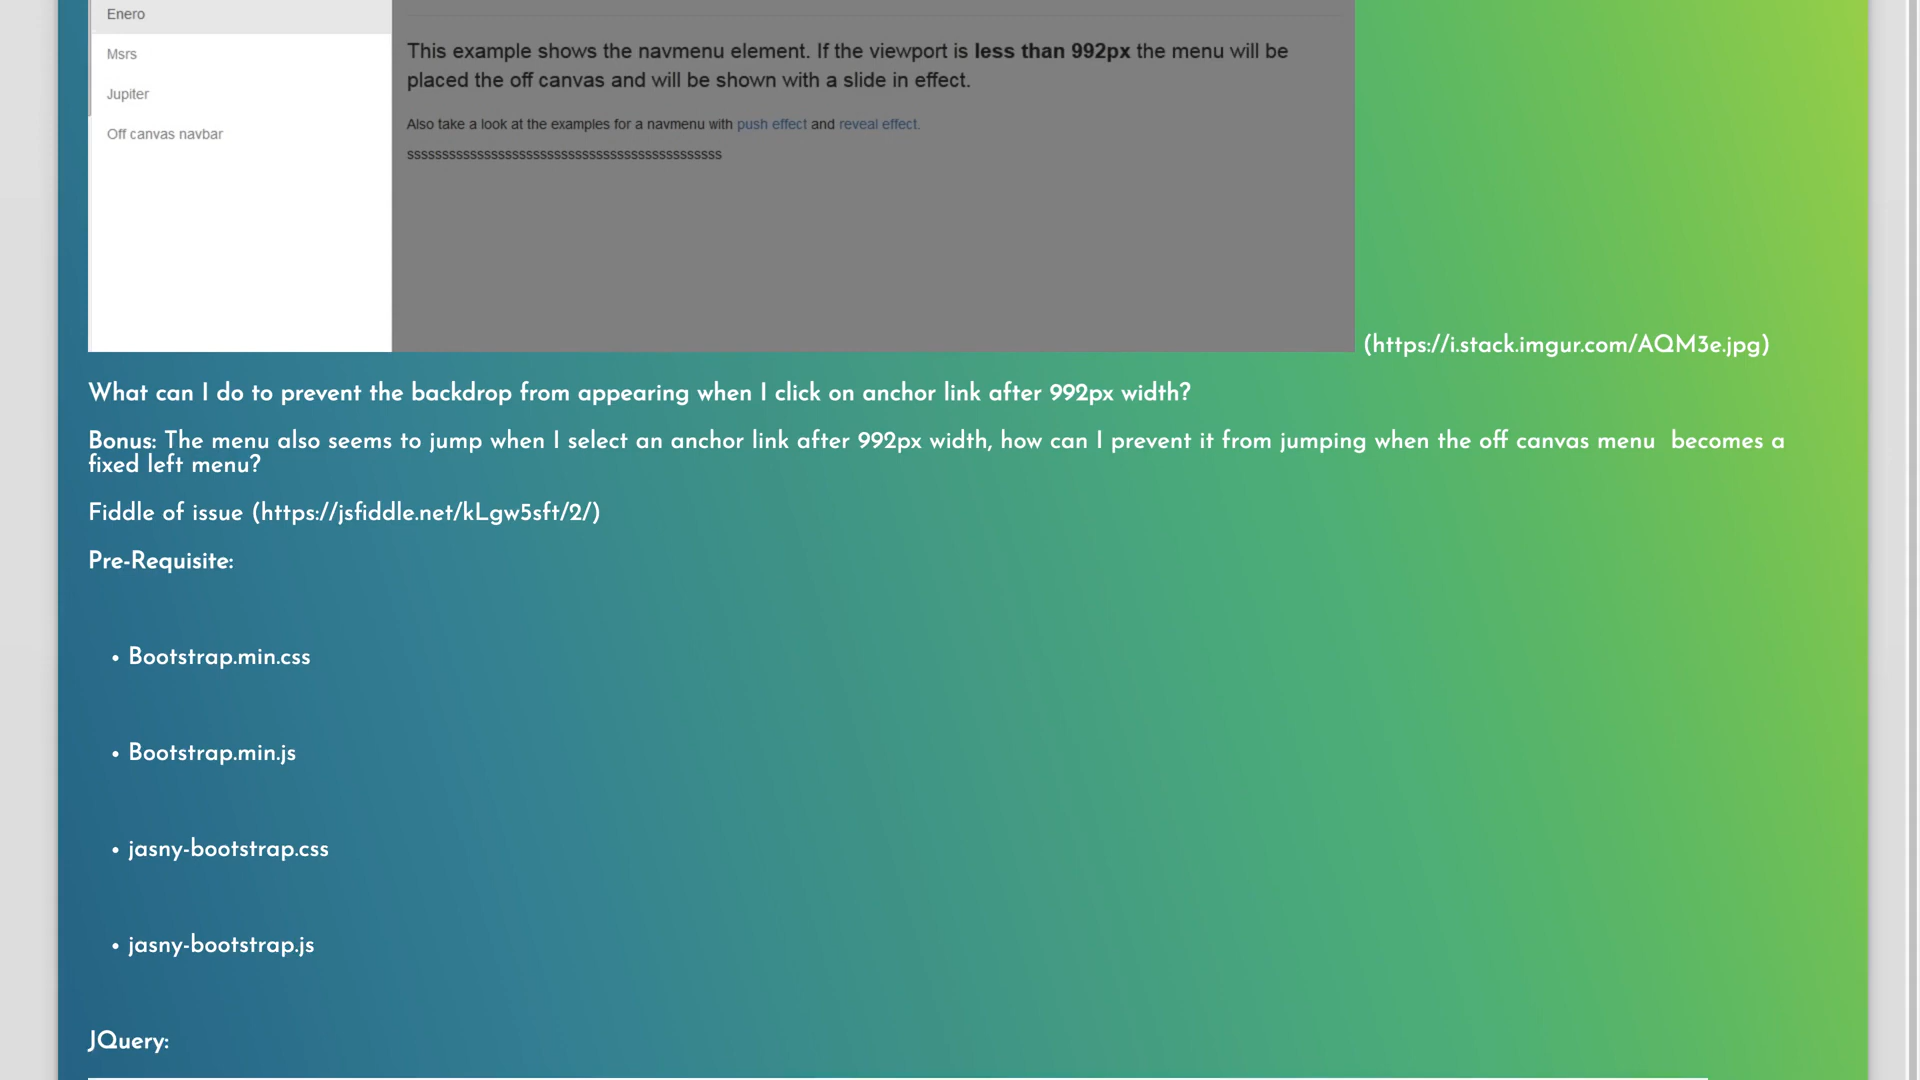 Enero
Msrs
Jupiter
Off canvas navbar
This example shows the navmenu element. If the viewport is less than 992px the menu will be
placed the off canvas and will be shown with a slide in effect.
Also take a look at the examples for a navmenu with push effect and reveal effect.
sssssssssssssssssssssssssssssssssssssssssssss
(https://i.stack.imgur.com/AQM3e.jpg)
What can I do to prevent the backdrop from appearing when I click on anchor link after 992px width?
Bonus: The menu also seems to jump when I select an anchor link after 992px width, how can I prevent it from jumping when the off canvas menu becomes a
fixed left menu?
Fiddle of issue (https://jsfiddle.net/kLgw5sft/2/)
Pre-Requisite:
• Bootstrap.min.css
• Bootstrap.min.js
• jasny-bootstrap.css
• jasny-bootstrap.js
JQuery: